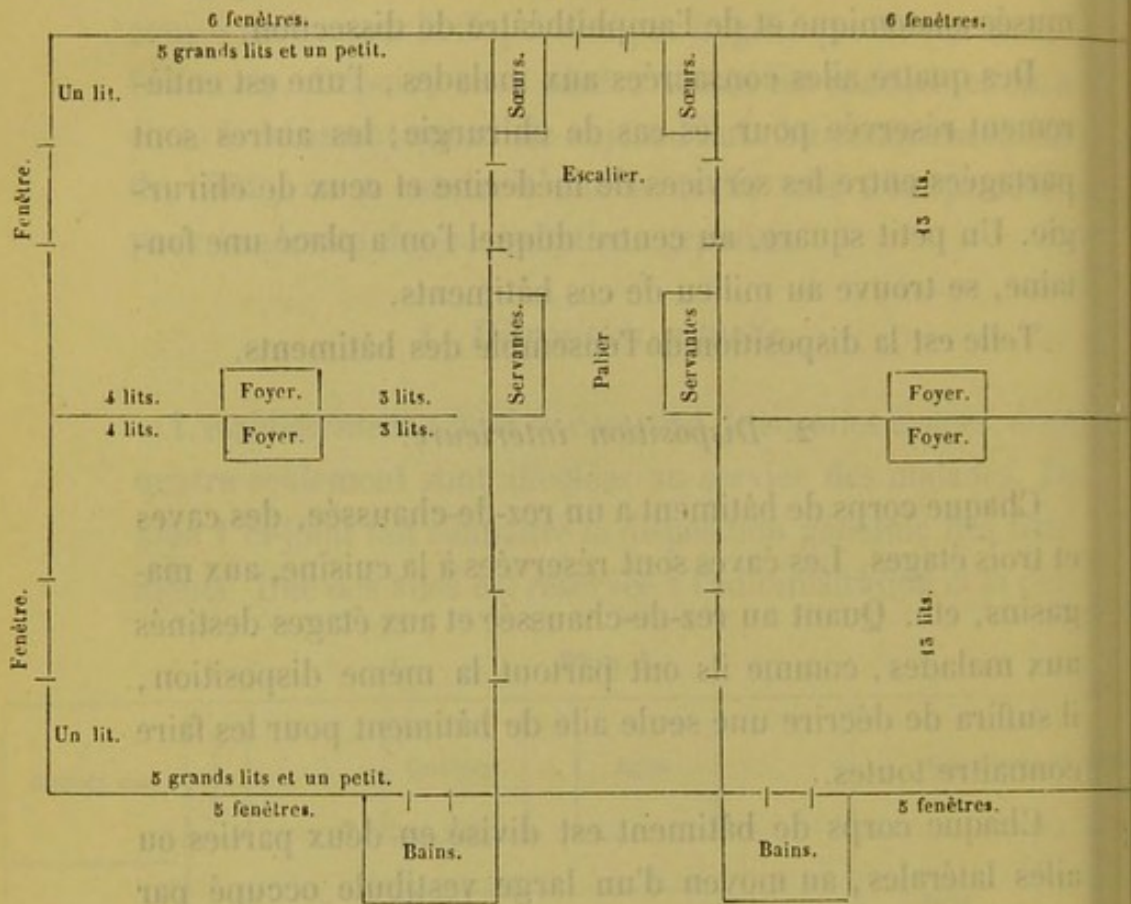 6 fenêtres.
6 fenêtres.
5 grands lits et un petit.
Un lit.
Sœurs.
Sœurs.
Fenêtre.
Escalier.
13 lits.
Servantes.
Palier
Servantes
4 lits.
Foyer.
3 lits.
Foyer.
4 lits.
Foyer.
3 lits.
Foyer.
Fenêtre.
13 lits.
Un lit.
5 grands lits et un petit.
5 fenêtres.
5 fenêtres.
Bains.
Bains.